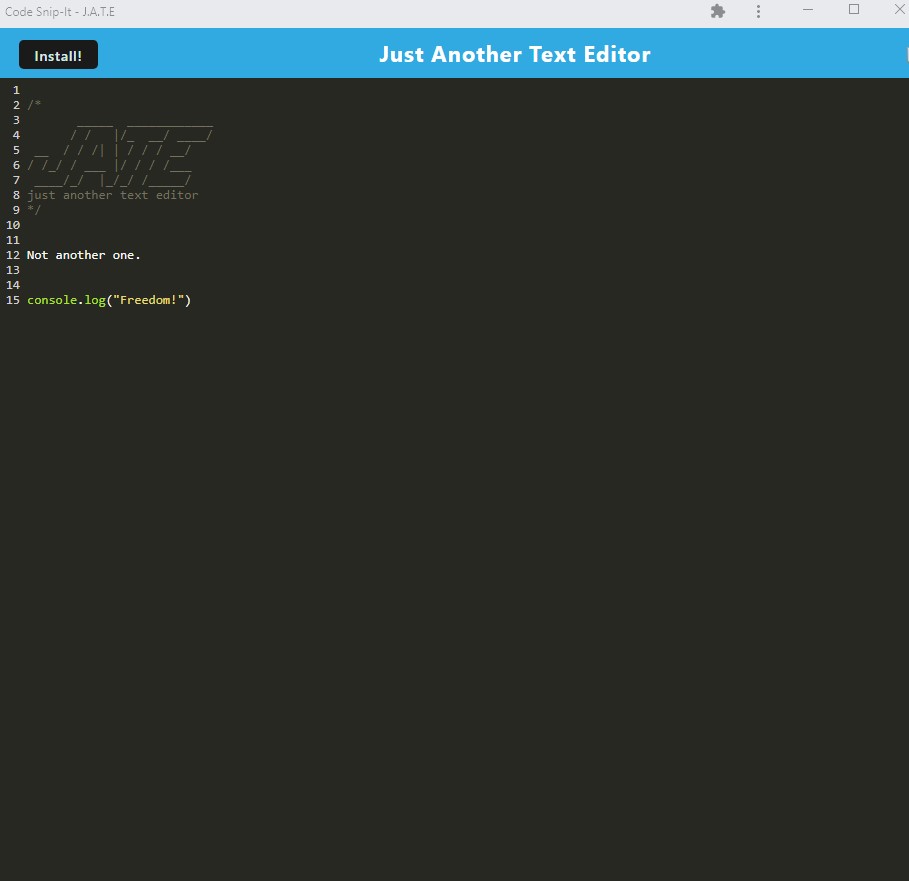 Code Snip-It - J.A.T.E
Install!
Just Another Text Editor
1
2 /*
3        _____  ____________
4       / /   |/_  __/ ____/
5  __  / / /| | / / / __/
6 / /_/ / ___ |/ / / /___
7  ____/_/  |_/_/ /_____/
8 just another text editor
9 */
10
11
12 Not another one.
13
14
15 console.log("Freedom!")